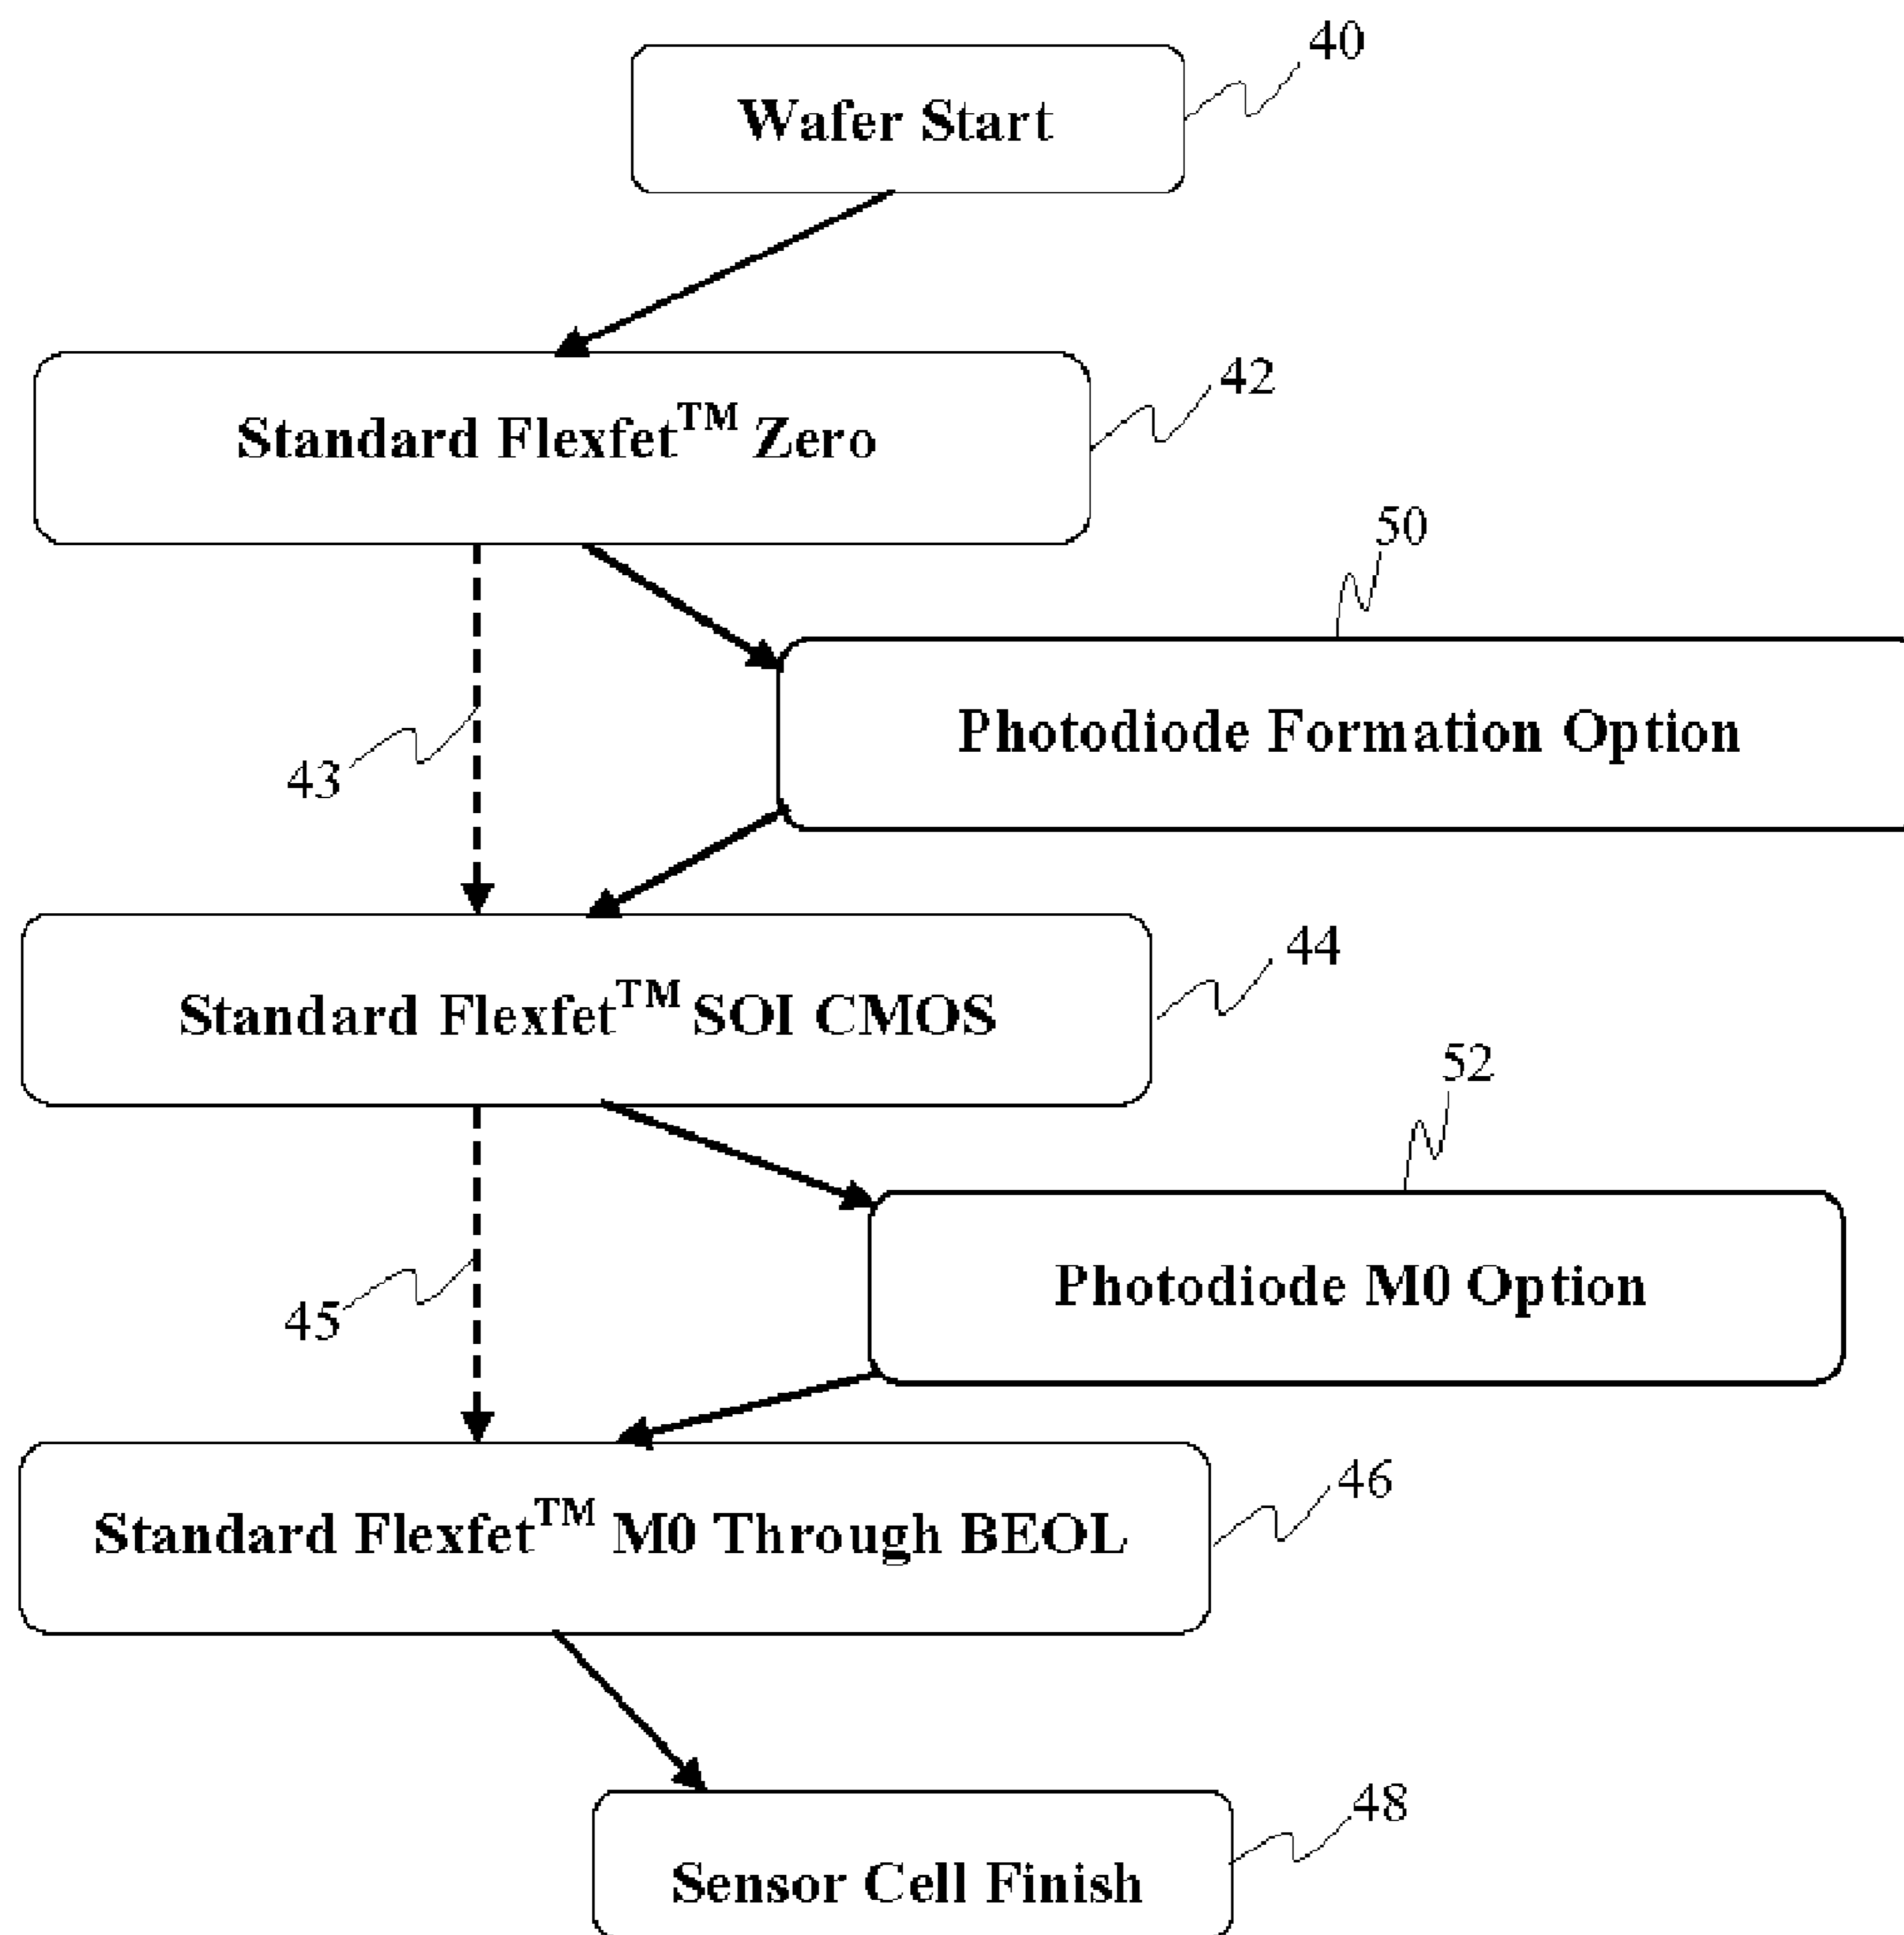 40
Wafer Start
42
Standard Flexfet™ Zero
50
Photodiode Formation Option
43
44
Standard Flexfet™ SOI CMOS
52
Photodiode M0 Option
45
46
Standard Flexfet™ M0 Through BEOL
48
Sensor Cell Finish